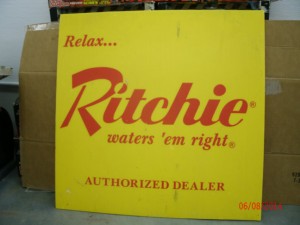 Relax...
Ritchie®
waters 'em right®
AUTHORIZED DEALER